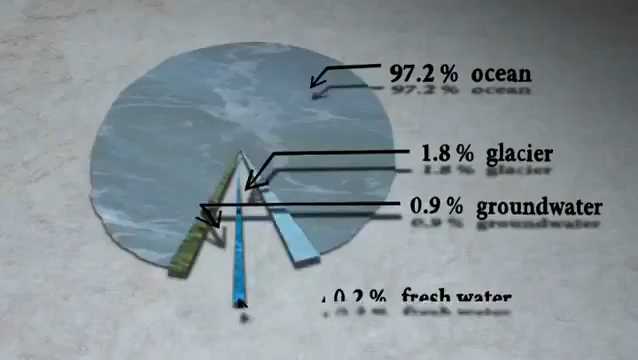 97.2 % ocean
1.8 % glacier
0.9 % groundwater
0.2 % fresh water